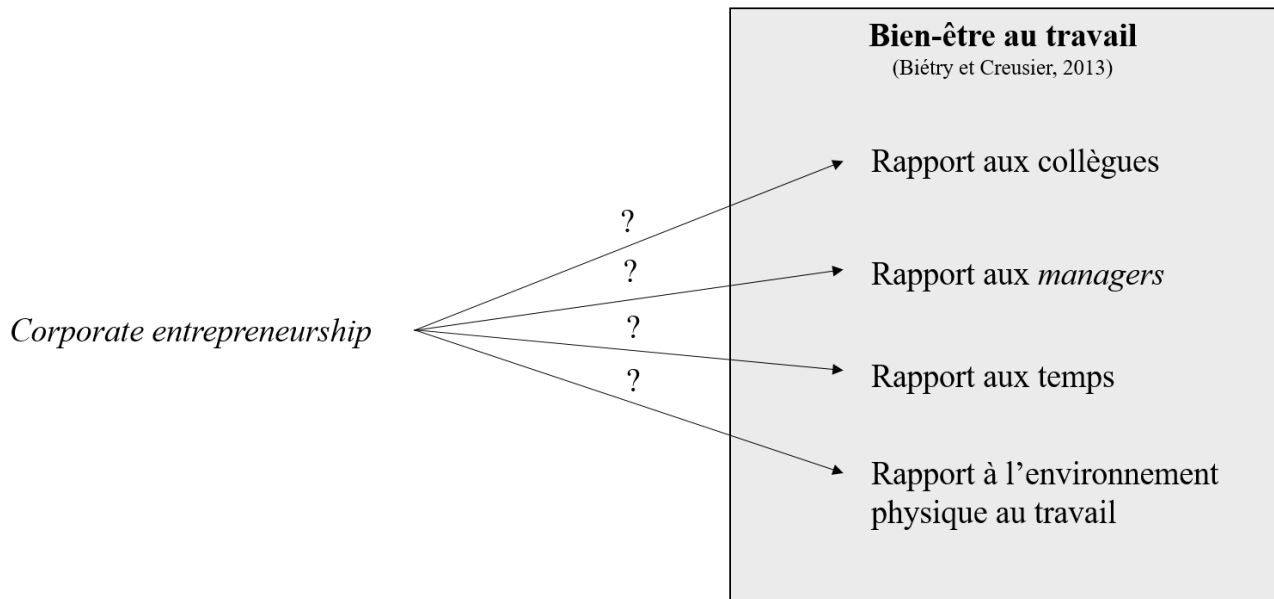 Bien-être au travail
(Biétry et Creusier, 2013)
Rapport aux collègues
?
?
Rapport aux managers
Corporate entrepreneurship
?
Rapport aux temps
?
Rapport à l’environnement
physique au travail